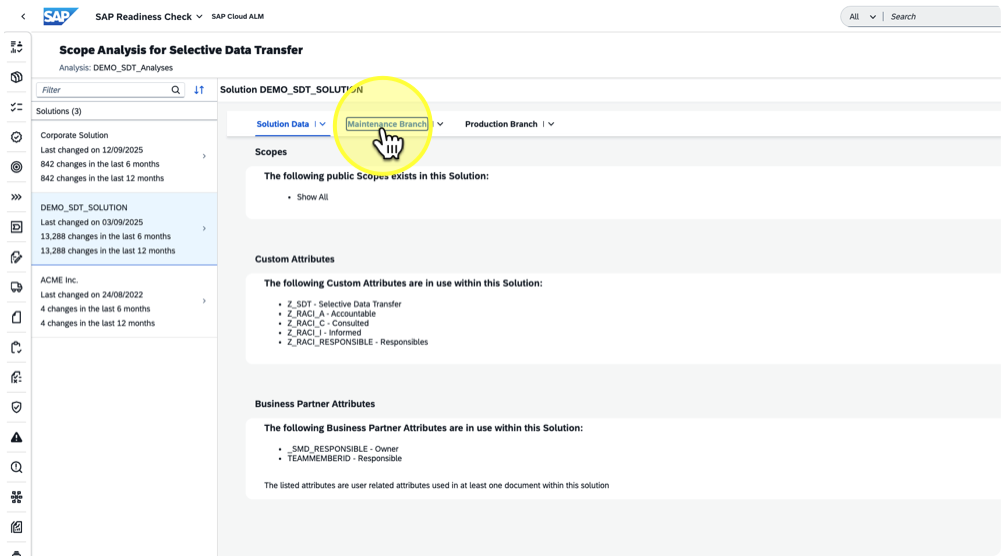 SAP
SAP Readiness Check
SAP Cloud ALM
All
Search
Scope Analysis for Selective Data Transfer
Analysis: DEMO_SDT_Analyses
Filter
Solution DEMO_SDT_SOLUTION
Solutions (3)
Corporate Solution
Last changed on 12/09/2025
842 changes in the last 6 months
842 changes in the last 12 months
DEMO_SDT_SOLUTION
Last changed on 03/09/2025
13,288 changes in the last 6 months
13,288 changes in the last 12 months
ACME Inc.
Last changed on 24/08/2022
4 changes in the last 6 months
4 changes in the last 12 months
Solution Data
Maintenance Branch
Production Branch
Scopes
The following public Scopes exists in this Solution:
• Show All
Custom Attributes
The following Custom Attributes are in use within this Solution:
• Z_SDT - Selective Data Transfer
• Z_RACI_A - Accountable
• Z_RACI_C - Consulted
• Z_RACI_I - Informed
• Z_RACI_RESPONSIBLE - Responsibles
Business Partner Attributes
The following Business Partner Attributes are in use within this Solution:
• _SMD_RESPONSIBLE - Owner
• TEAMMEMBERID - Responsible
The listed attributes are user related attributes used in at least one document within this solution